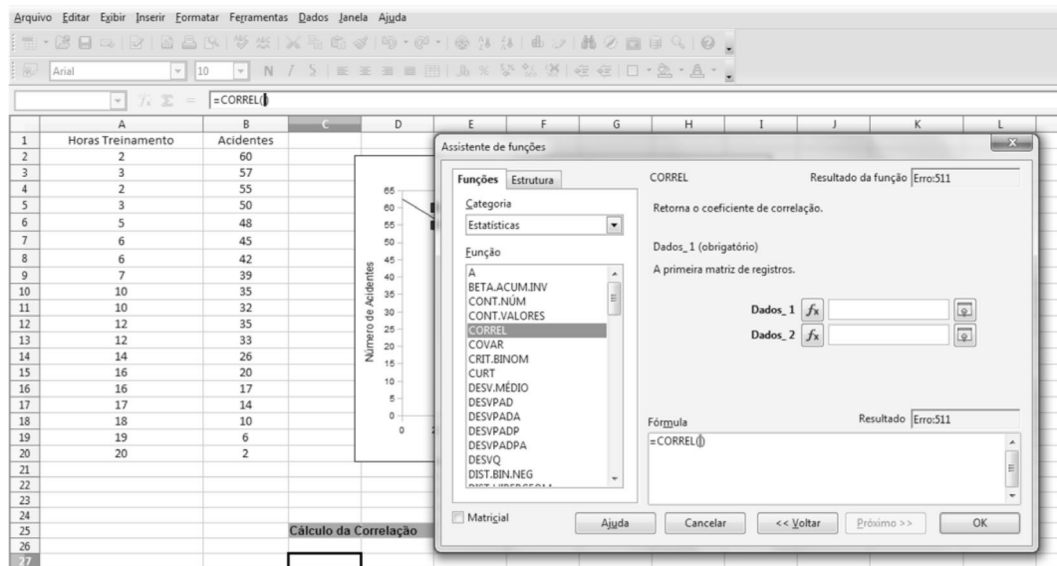 Arquivo Editar Exibir Inserir Formatar Ferramentas Dados Janela Ajuda
Arial 10 N I S
=CORREL()
A B C D E F G H I J K L
1 Horas Treinamento Acidentes
2 2 60
3 3 57
4 2 55
5 3 50
6 5 48
7 6 45
8 6 42
9 7 39
10 10 35
11 10 32
12 12 35
13 12 33
14 14 26
15 16 20
16 16 17
17 17 14
18 18 10
19 19 6
20 20 2
21
22
23
24
25 Cálculo da Correlação
26
27
Número de Acidentes
65
60
55
50
45
40
35
30
25
20
15
10
5
0
0
Assistente de funções
Funções Estrutura
Categoria
Estatísticas
Função
A
BETA.ACUM.INV
CONT.NÚM
CONT.VALORES
CORREL
COVAR
CRIT.BINOM
CURT
DESV.MÉDIO
DESVPAD
DESVPADA
DESVPADP
DESVPADPA
DESVQ
DIST.BIN.NEG
Matricial
CORREL Resultado da função Erro:511
Retorna o coeficiente de correlação.
Dados_1 (obrigatório)
A primeira matriz de registros.
Dados_ 1 fx
Dados_ 2 fx
Fórmula Resultado Erro:511
=CORREL()
Ajuda Cancelar << Voltar Próximo >> OK